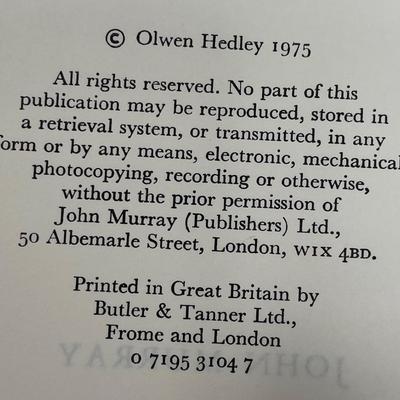 © Olwen Hedley 1975
All rights reserved. No part of this
publication may be reproduced, stored in
a retrieval system, or transmitted, in any
form or by any means, electronic, mechanical
photocopying, recording or otherwise,
without the prior permission of
John Murray (Publishers) Ltd.,
50 Albemarle Street, London, W1X 4BD.
Printed in Great Britain by
Butler & Tanner Ltd.,
Frome and London
0 7195 3104 7